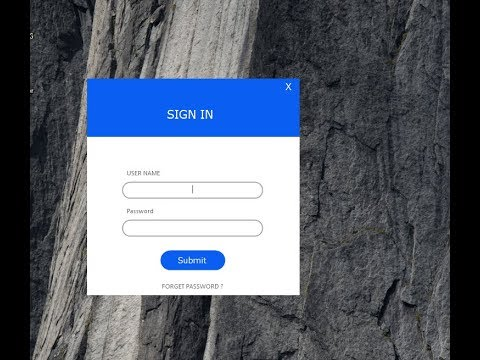 X
SIGN IN
USER NAME
Password
Submit
FORGET PASSWORD ?